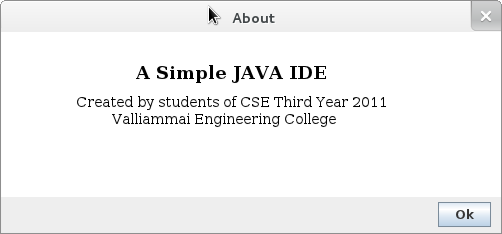 About
A Simple JAVA IDE
Created by students of CSE Third Year 2011
Valliammai Engineering College
Ok